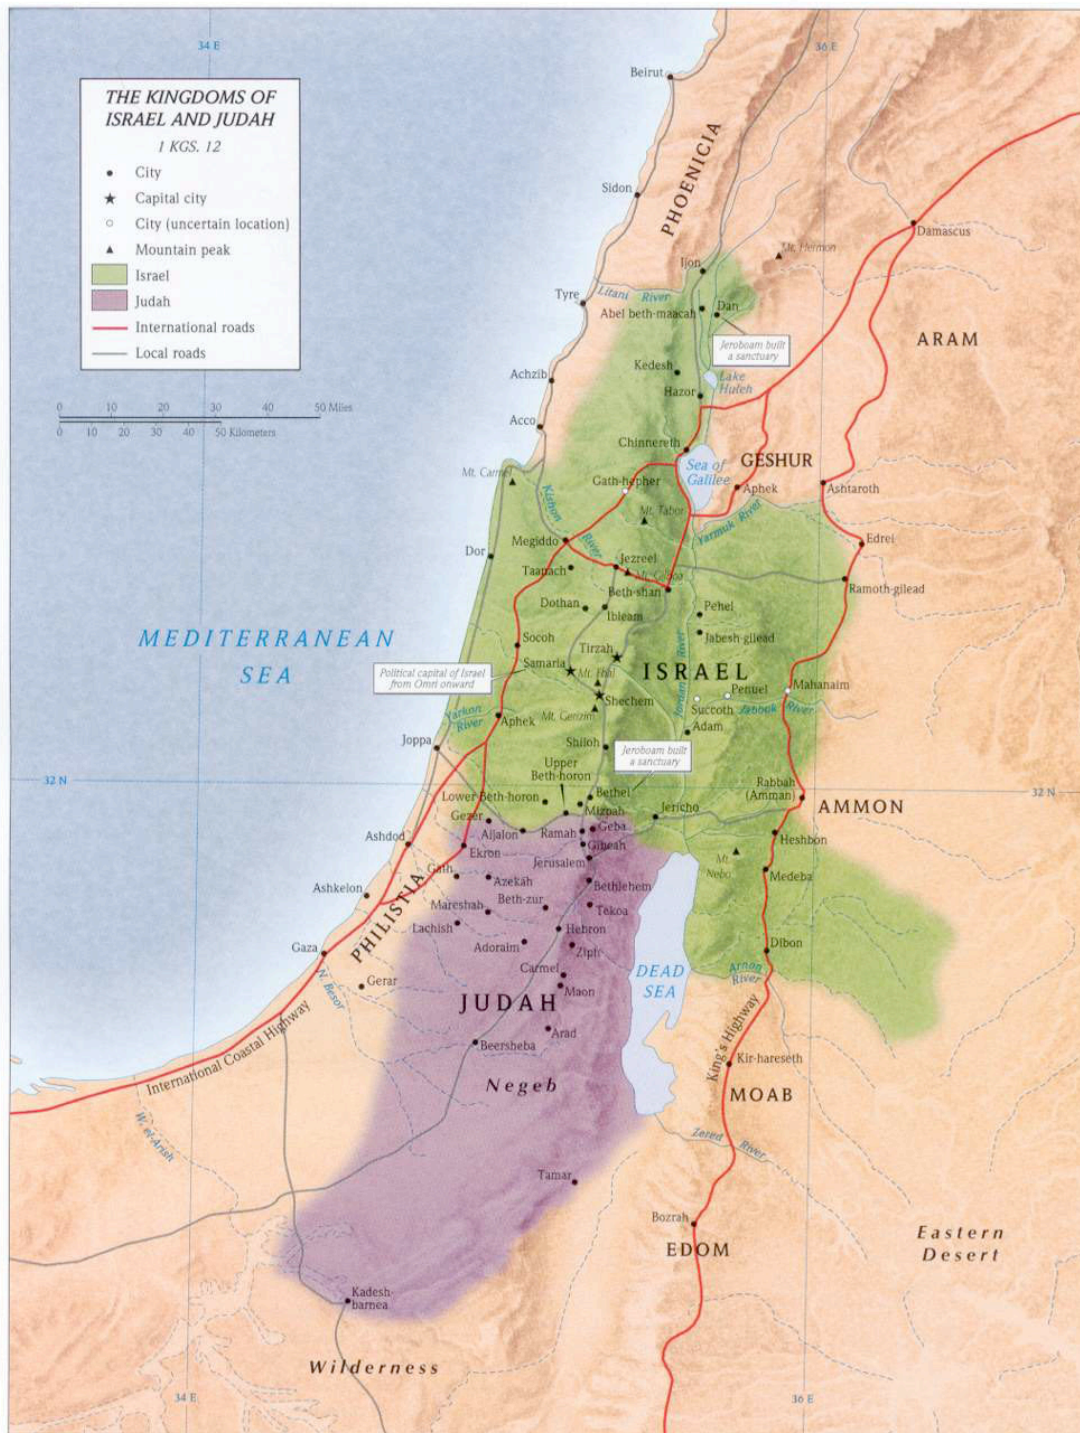 34 E
36 E
THE KINGDOMS OF
ISRAEL AND JUDAH
1 KGS. 12
City
Capital city
City (uncertain location)
Mountain peak
Israel
Judah
International roads
Local roads
0 10 20 30 50 Miles
0 10 20 30 40 50 Kilometers
Beirut
PHOENICIA
Sidon
Damascus
Mt. Hermon
Ijon
Tyre
Litani River
Abel beth-maacah
Dan
Jeroboam built
a sanctuary
ARAM
Kedesh
Achzib
Lake
Huleh
Hazor
Acco
Chinnereth
Sea of
Galilee
GESHUR
Mt. Carmel
Gath-hepher
Aphek
Ashtaroth
Kishon
River
Mt. Tabor
Yarmuk River
Megiddo
Edrei
Dor
Jezreel
Taanach
Mt. Gilboa
Beth-shan
Ramoth-gilead
Dothan
Ibleam
Pehel
MEDITERRANEAN
SEA
Socoh
Jabesh-gilead
Tirzah
Samaria
ISRAEL
Political capital of Israel
from Omri onward
Mt. Ebal
Jordan River
Penuel
Mahanaim
Shechem
Succoth
Jabbok River
Mt. Gerizim
Yarkon
River
Aphek
Adam
Joppa
Shiloh
Jeroboam built
a sanctuary
Upper
Beth-horon
32 N
32 N
Lower Beth-horon
Bethel
Rabbah
(Amman)
AMMON
Mizpah
Jericho
Gezer
Aijalon
Ramah
Geba
Ashdod
Gibeah
Heshbon
Ekron
Jerusalem
Mt.
Nebo
Gath
Medeba
Azekah
Bethlehem
Ashkelon
PHILISTIA
Beth-zur
Mareshah
Tekoa
Lachish
Hebron
Adoraim
Ziph
Dibon
Gaza
Carmel
DEAD
SEA
Arnon
River
Gerar
N. Besor
Maon
JUDAH
Arad
King's Highway
International Coastal Highway
Beersheba
Kir-hareseth
Negeb
MOAB
W. el-Arish
Zered River
Tamar
Bozrah
EDOM
Eastern
Desert
Kadesh-
barnea
Wilderness
34 E
36 E